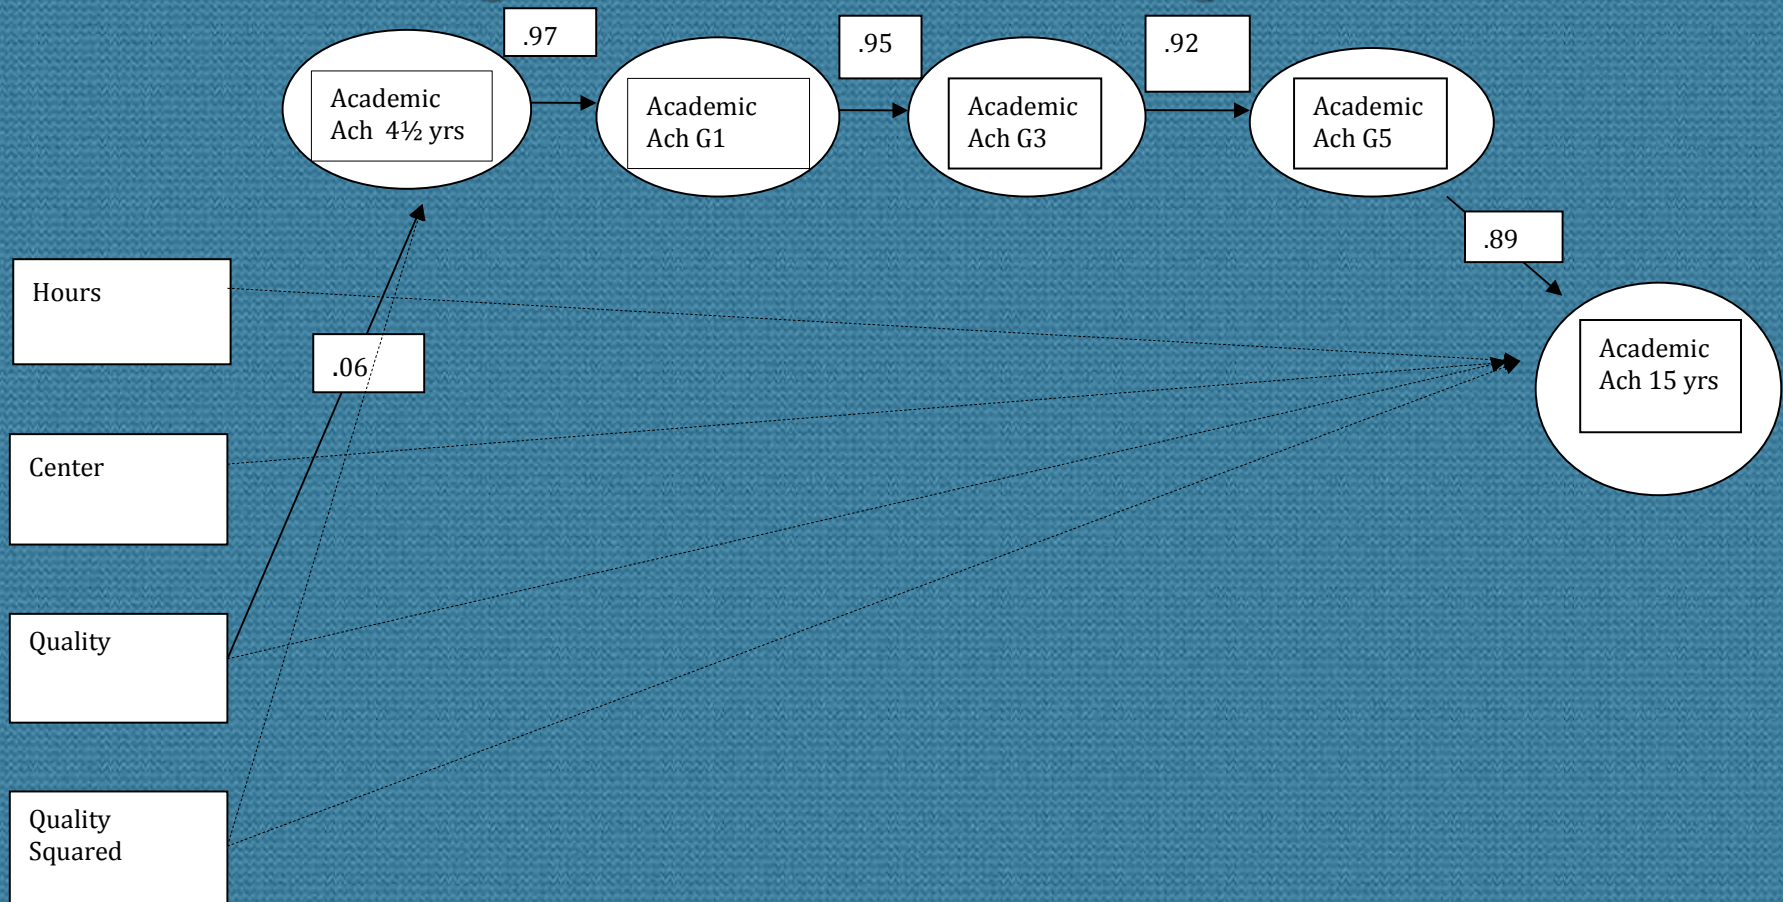 .97
.95
.92
Academic
Ach 4½ yrs
Academic
Ach G1
Academic
Ach G3
Academic
Ach G5
.89
Hours
.06
Academic
Ach 15 yrs
Center
Quality
Quality
Squared